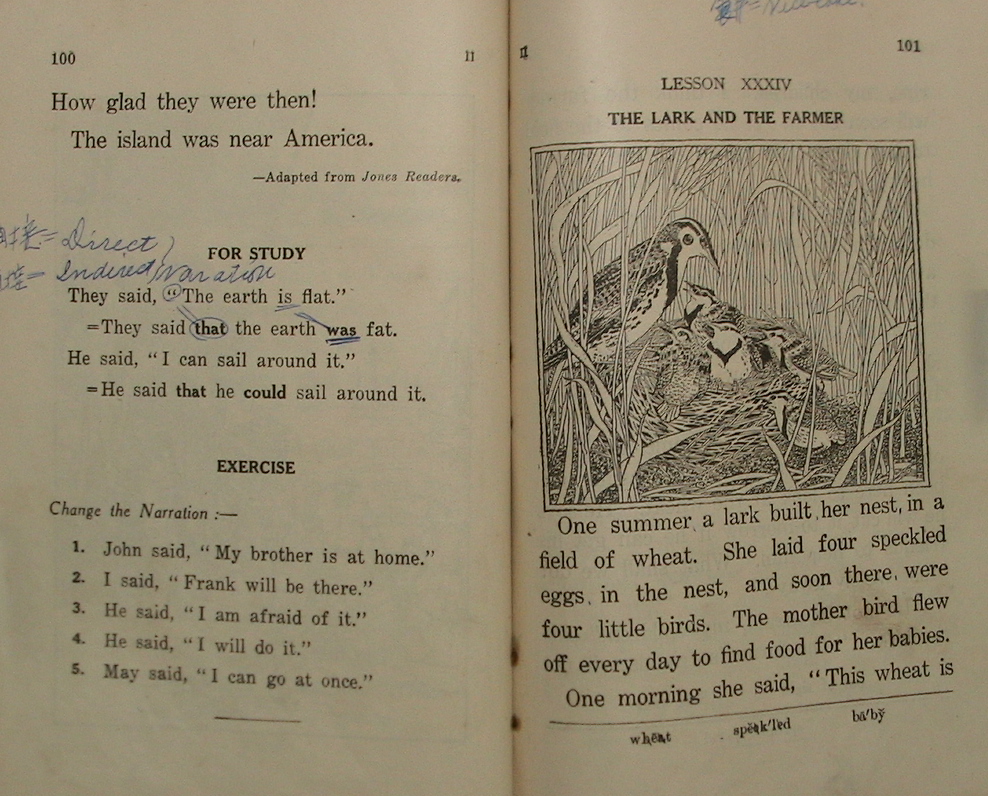 100
II
How glad they were then!
The island was near America.
—Adapted from Jones Readers.
= Direct
= Indirect
Naration
FOR STUDY
They said, "The earth is flat."
=They said that the earth was fat.
He said, "I can sail around it."
=He said that he could sail around it.
EXERCISE
Change the Narration :—
1. John said, "My brother is at home."
2. I said, "Frank will be there."
3. He said, "I am afraid of it."
4. He said, "I will do it."
5. May said, "I can go at once."
II
101
LESSON XXXIV
THE LARK AND THE FARMER
One summer a lark built her nest in a
field of wheat. She laid four speckled
eggs in the nest, and soon there were
four little birds. The mother bird flew
off every day to find food for her babies.
One morning she said, "This wheat is
whēat spĕck'lĕd bā'bў